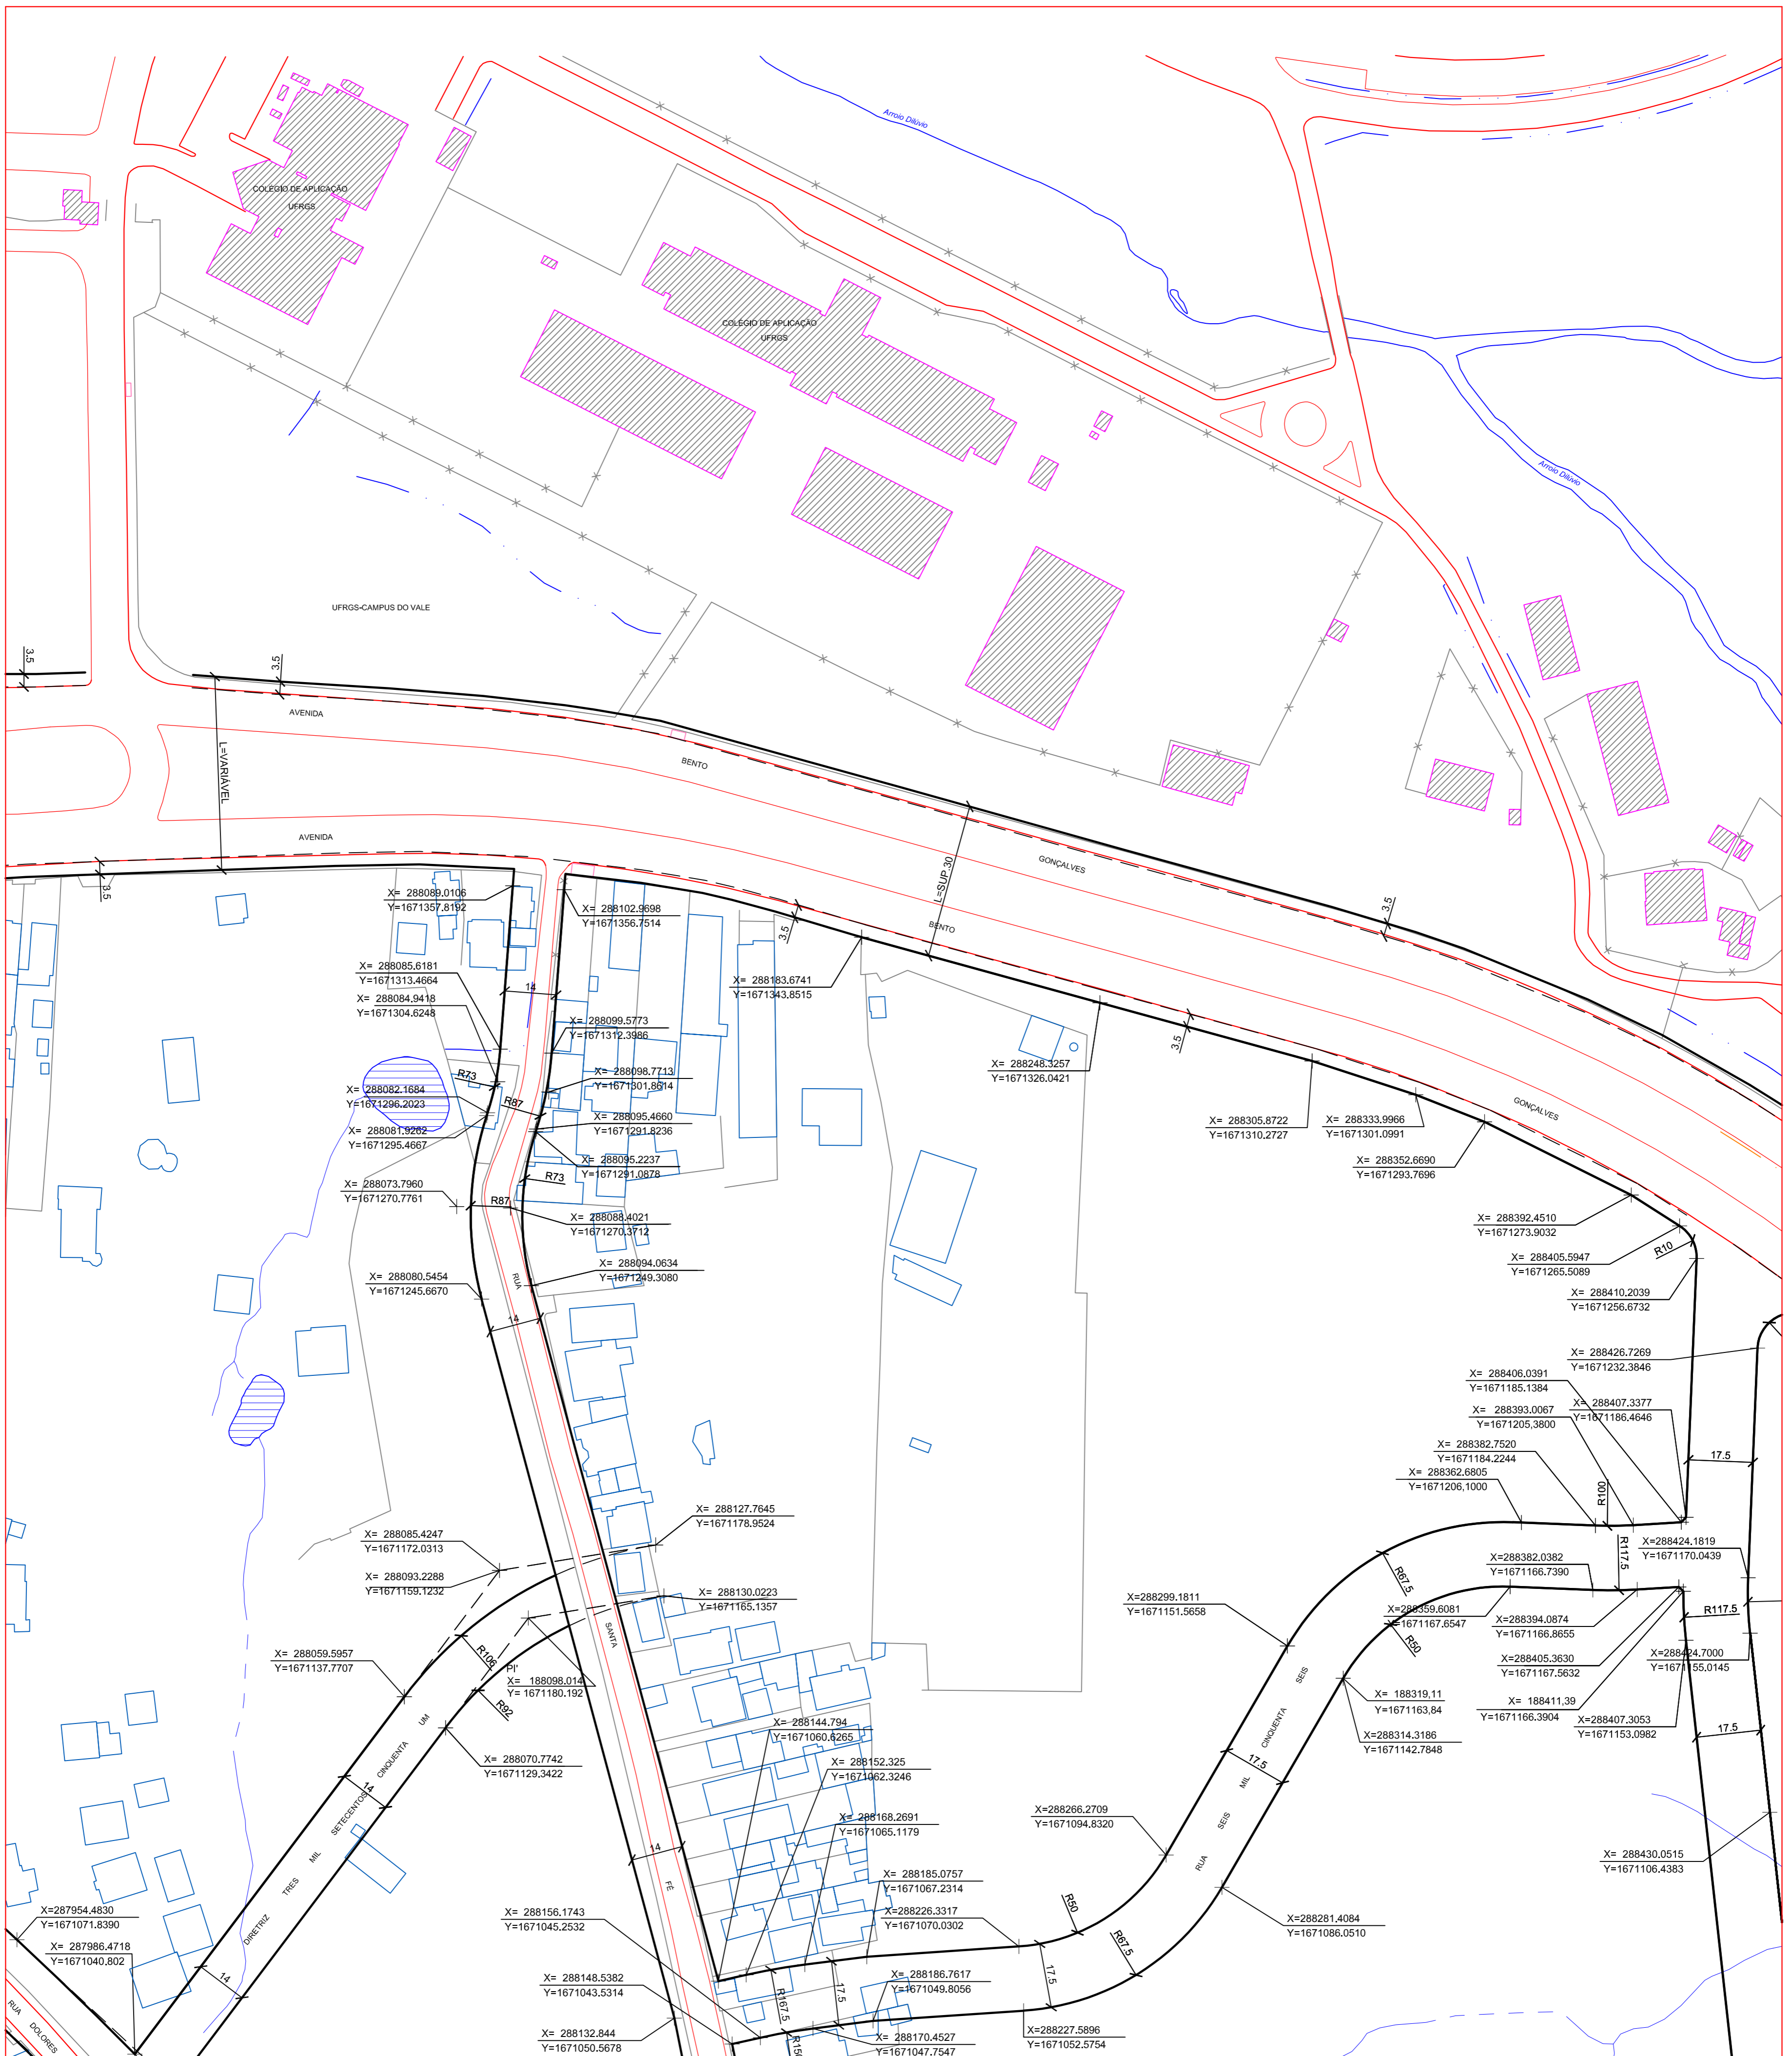 Arroio Dilúvio
COLÉGIO DE APLICAÇÃO
UFRGS
COLÉGIO DE APLICAÇÃO
UFRGS
Arroio Dilúvio
UFRGS-CAMPUS DO VALE
3.5
3.5
AVENIDA
L=VARIÁVEL
BENTO
AVENIDA
L=SUP.30
GONÇALVES
3.5
3.5
X= 288089.0106
Y=1671357.8192
X= 288102.9698
Y=1671356.7514
3.5
BENTO
X= 288085.6181
Y=1671313.4664
X= 288183.6741
Y=1671343.8515
14
X= 288084.9418
Y=1671304.6248
X= 288099.5773
Y=1671312.3986
3.5
X= 288248.3257
Y=1671326.0421
R73
X= 288098.7713
Y=1671301.8614
X= 288082.1684
Y=1671296.2023
R87
GONÇALVES
X= 288095.4660
Y=1671291.8236
X= 288305.8722
Y=1671310.2727
X= 288333.9966
Y=1671301.0991
X= 288081.9262
Y=1671295.4667
X= 288095.2237
Y=1671291.0878
X= 288352.6690
Y=1671293.7696
R73
X= 288073.7960
Y=1671270.7761
R87
X= 288088.4021
Y=1671270.3712
X= 288392.4510
Y=1671273.9032
R10
X= 288405.5947
Y=1671265.5089
X= 288094.0634
Y=1671249.3080
RUA
X= 288080.5454
Y=1671245.6670
X= 288410.2039
Y=1671256.6732
14
X= 288426.7269
Y=1671232.3846
X= 288406.0391
Y=1671185.1384
X= 288407.3377
Y=1671186.4646
X= 288393.0067
Y=1671205,3800
X= 288382.7520
Y=1671184.2244
17.5
X= 288362.6805
Y=1671206,1000
R100
X= 288127.7645
Y=1671178.9524
X= 288085.4247
Y=1671172.0313
R117.5
X=288424.1819
Y=1671170.0439
R67.5
X=288382.0382
Y=1671166.7390
X= 288093.2288
Y=1671159.1232
X= 288130.0223
Y=1671165.1357
X=288299.1811
Y=1671151.5658
X=288359.6081
Y=1671167.6547
R117.5
X= 288394.0874
Y=1671166.8655
SANTA
R50
X=288059.5957
Y=1671137.7707
R106
X=288405.3630
Y=1671167.5632
X=288424.7000
Y=1671155.0145
PI'
X= 188098.014
Y= 1671180.192
SEIS
R92
X= 188319,11
Y=1671163,84
X= 188411,39
Y=1671166.3904
X=288407.3053
Y=1671153.0982
UM
X= 288144.794
Y=1671060.6265
CINQUENTA
X=288314.3186
Y=1671142.7848
17.5
CINQUENTA
X= 288070.7742
Y=1671129.3422
X= 288152.325
Y=1671062.3246
17.5
MIL
14
SETECENTOS
X= 288168.2691
Y=1671065.1179
X=288266.2709
Y=1671094.8320
SEIS
14
X= 288430.0515
Y=1671106.4383
MIL
RUA
TRES
FÉ
X= 288185.0757
Y=1671067.2314
X=287954.4830
Y=1671071.8390
X= 288156.1743
Y=1671045.2532
X=288226.3317
Y=1671070.0302
R50
X=288281.4084
Y=1671086.0510
DIRETRIZ
X= 287986.4718
Y=1671040.802
R67.5
14
X= 288148.5382
Y=1671043.5314
R167.5
17.5
X= 288186.7617
Y=1671049.8056
17.5
RUA
DOLORES
X= 288132.844
Y=1671050.5678
X= 288170.4527
Y=1671047.7547
X=288227.5896
Y=1671052.5754